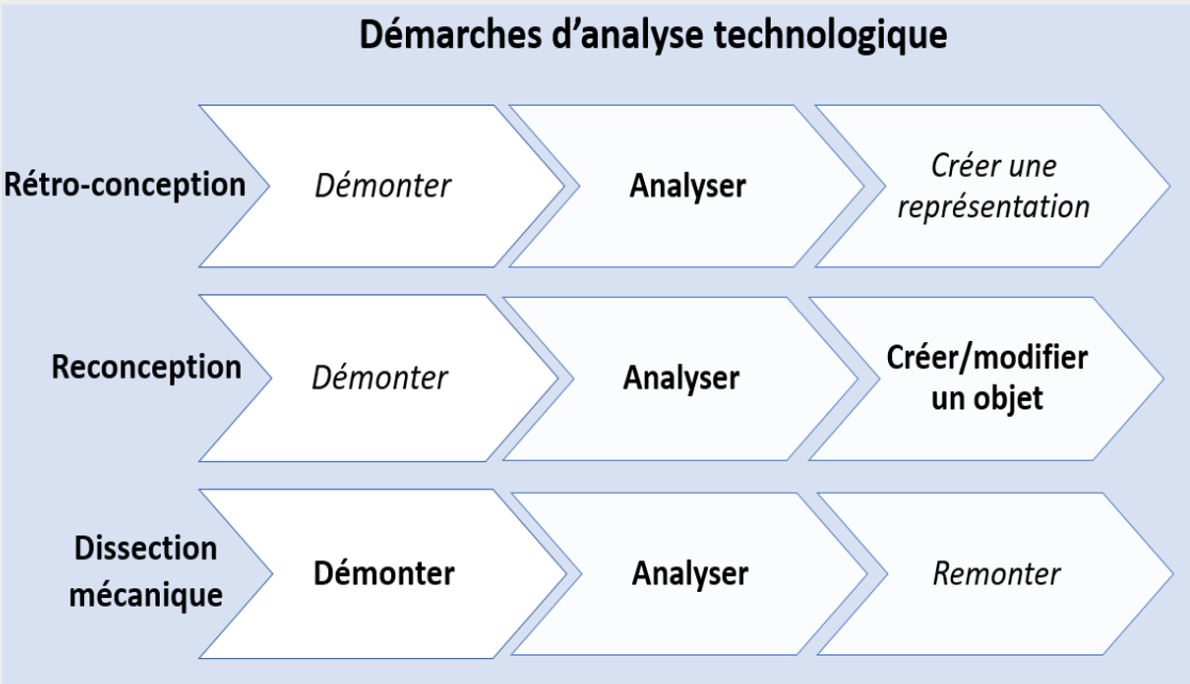 Démarches d’analyse technologique
Rétro-conception
Démonter
Analyser
Créer une
représentation
Reconception
Démonter
Analyser
Créer/modifier
un objet
Dissection
mécanique
Démonter
Analyser
Remonter